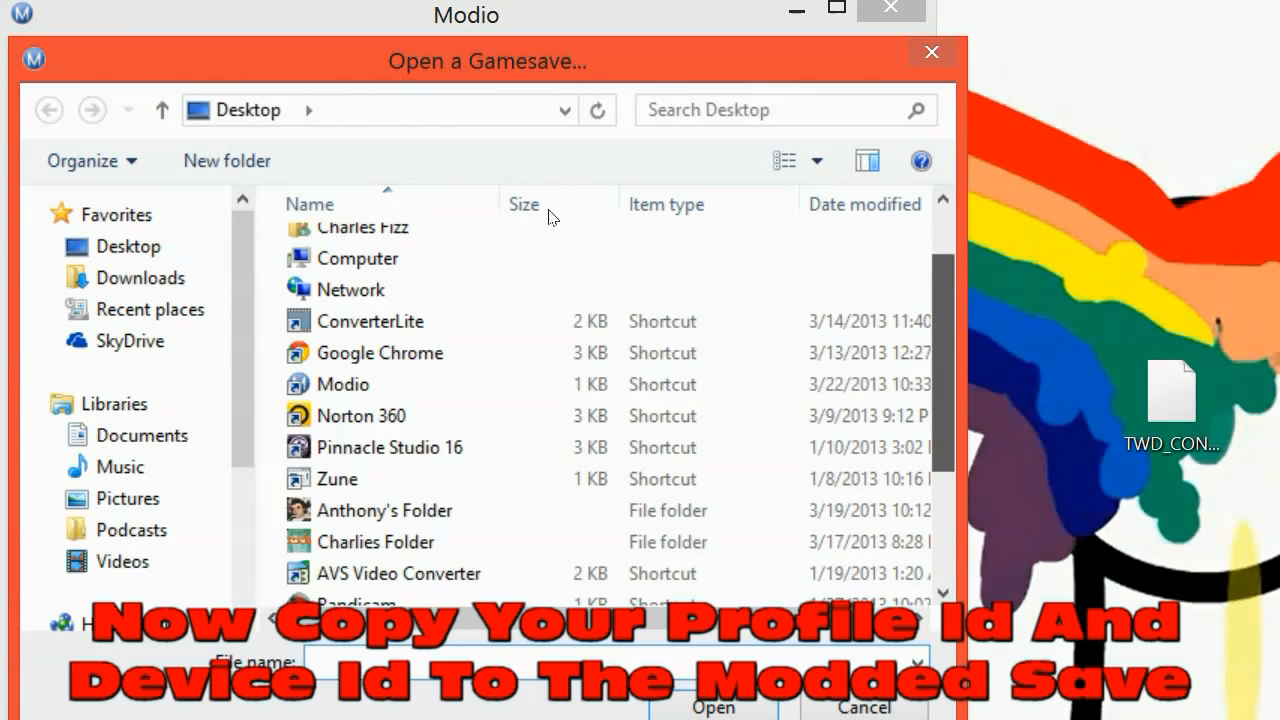 Modio
Open a Gamesave...
Desktop
Search Desktop
Organize
New folder
Name Size Item type Date modified
Favorites
Desktop
Downloads
Recent places
SkyDrive
Libraries
Documents
Music
Pictures
Podcasts
Videos
Charles Fizz
Computer
Network
ConverterLite 2 KB Shortcut 3/14/2013 11:40
Google Chrome 3 KB Shortcut 3/13/2013 12:27
Modio 1 KB Shortcut 3/22/2013 10:33
Norton 360 3 KB Shortcut 3/9/2013 9:12 P
Pinnacle Studio 16 3 KB Shortcut 1/10/2013 3:02
Zune 1 KB Shortcut 1/8/2013 10:16
Anthony's Folder File folder 3/19/2013 10:12
Charlies Folder File folder 3/17/2013 8:28
AVS Video Converter 2 KB Shortcut 1/19/2013 1:20
Bandicam
TWD_CON...
Now Copy Your Profile Id And
Device Id To The Modded Save
File name:
Open Cancel